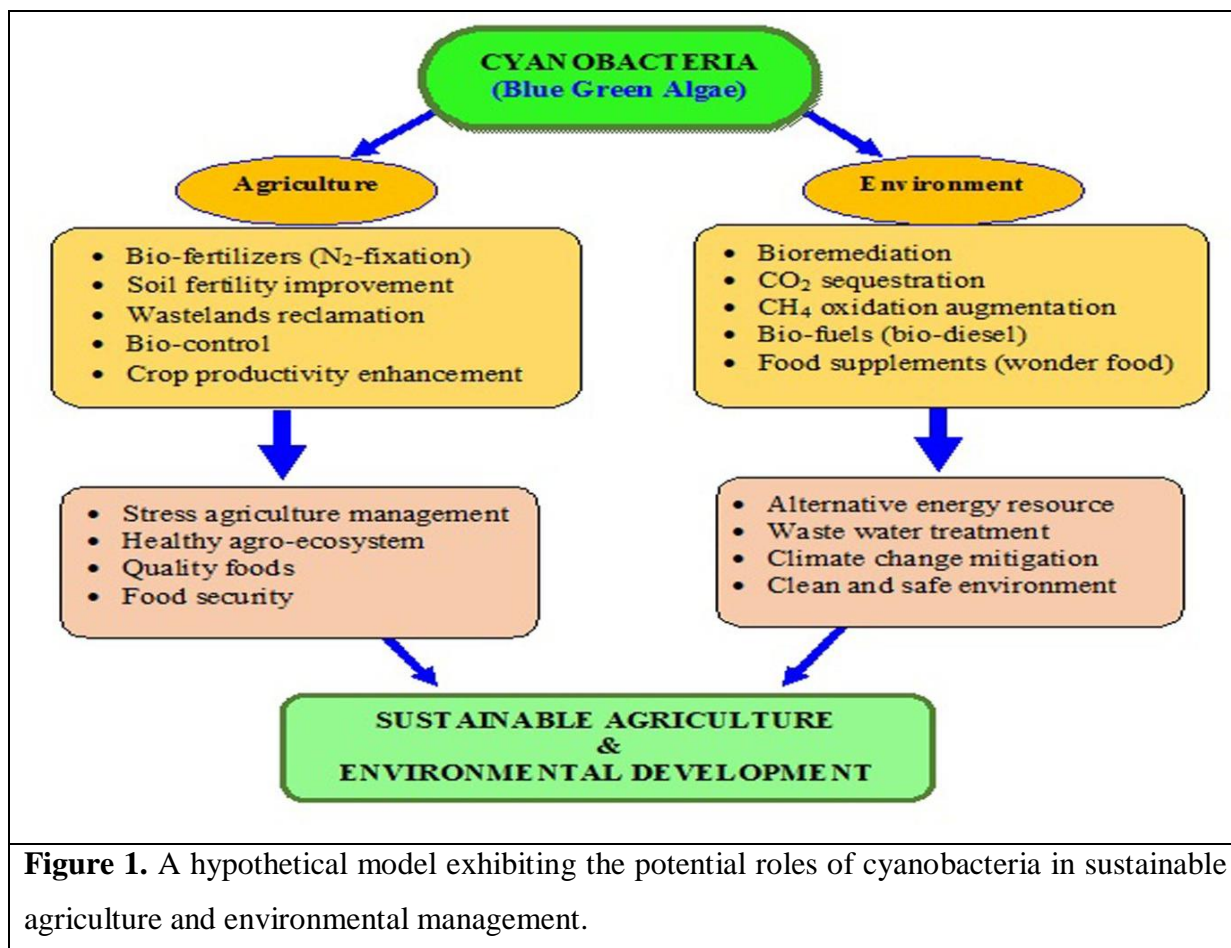 CYANOBACTERIA
(Blue Green Algae)
Agriculture
Environment
• Bio-fertilizers (N₂-fixation)
• Soil fertility improvement
• Wastelands reclamation
• Bio-control
• Crop productivity enhancement
• Bioremediation
• CO₂ sequestration
• CH₄ oxidation augmentation
• Bio-fuels (bio-diesel)
• Food supplements (wonder food)
• Stress agriculture management
• Healthy agro-ecosystem
• Quality foods
• Food security
• Alternative energy resource
• Waste water treatment
• Climate change mitigation
• Clean and safe environment
SUSTAINABLE AGRICULTURE
&
ENVIRONMENTAL DEVELOPMENT
Figure 1. A hypothetical model exhibiting the potential roles of cyanobacteria in sustainable
agriculture and environmental management.